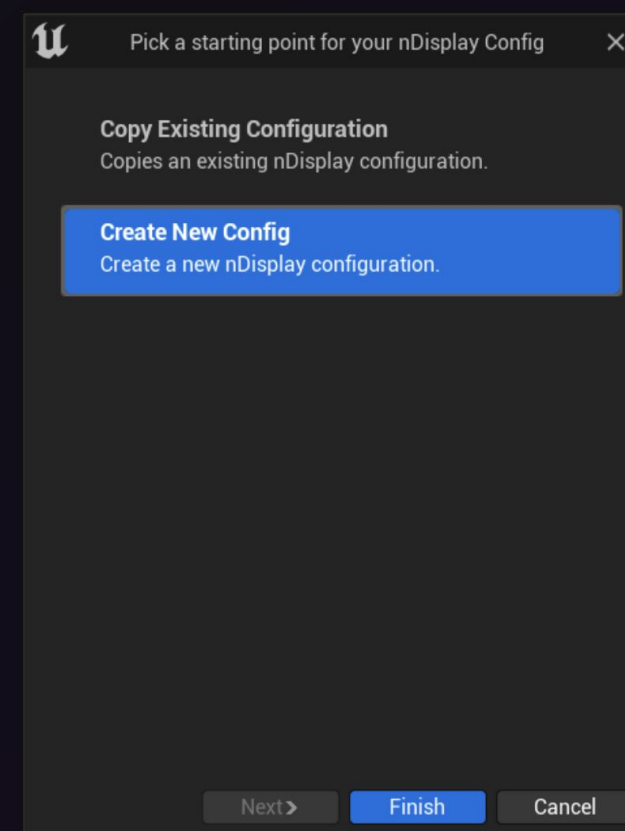 Pick a starting point for your nDisplay Config
Copy Existing Configuration
Copies an existing nDisplay configuration.
Create New Config
Create a new nDisplay configuration.
Next
Finish
Cancel